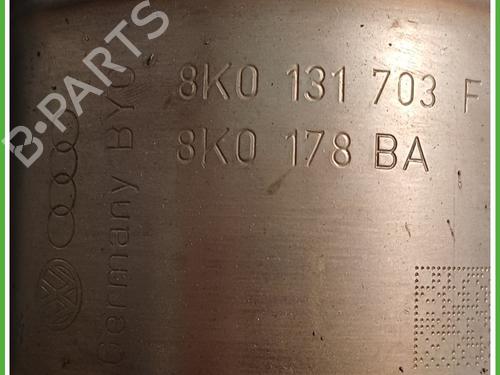 8K0 131 703 F
8K0 178 BA
Germany BYU
B-PARTS